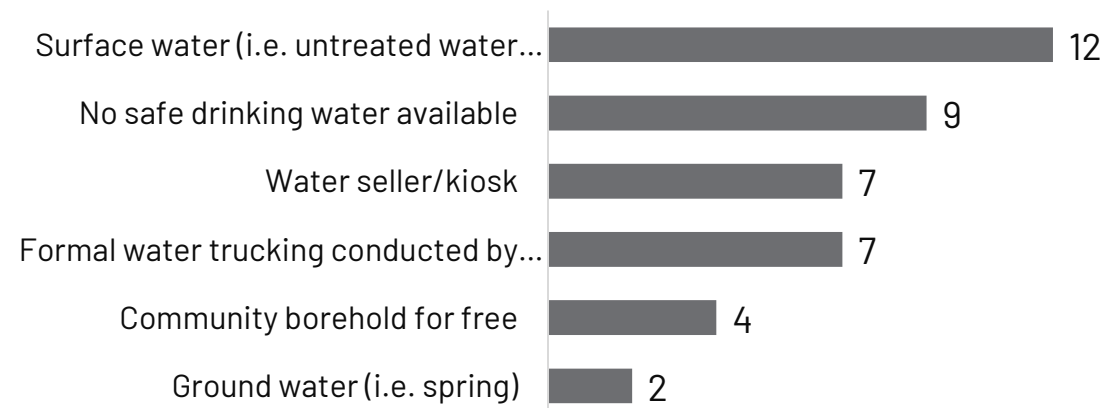 Surface water (i.e. untreated water... 12
No safe drinking water available 9
Water seller/kiosk 7
Formal water trucking conducted by... 7
Community borehold for free 4
Ground water (i.e. spring) 2